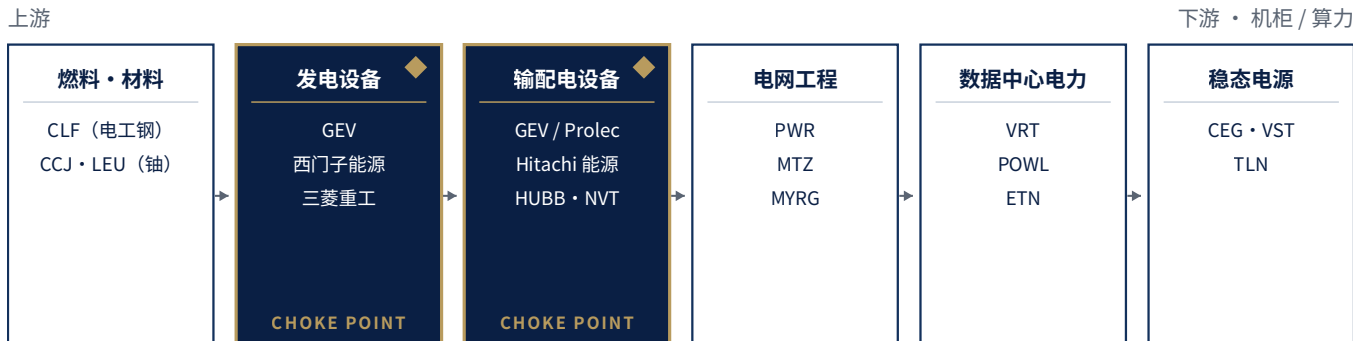 上游
下游 · 机柜 / 算力
燃料·材料
CLF（电工钢）
CCJ·LEU（铀）
发电设备
GEV
西门子能源
三菱重工
CHOKE POINT
输配电设备
GEV / Prolec
Hitachi 能源
HUBB·NVT
CHOKE POINT
电网工程
PWR
MTZ
MYRG
数据中心电力
VRT
POWL
ETN
稳态电源
CEG·VST
TLN